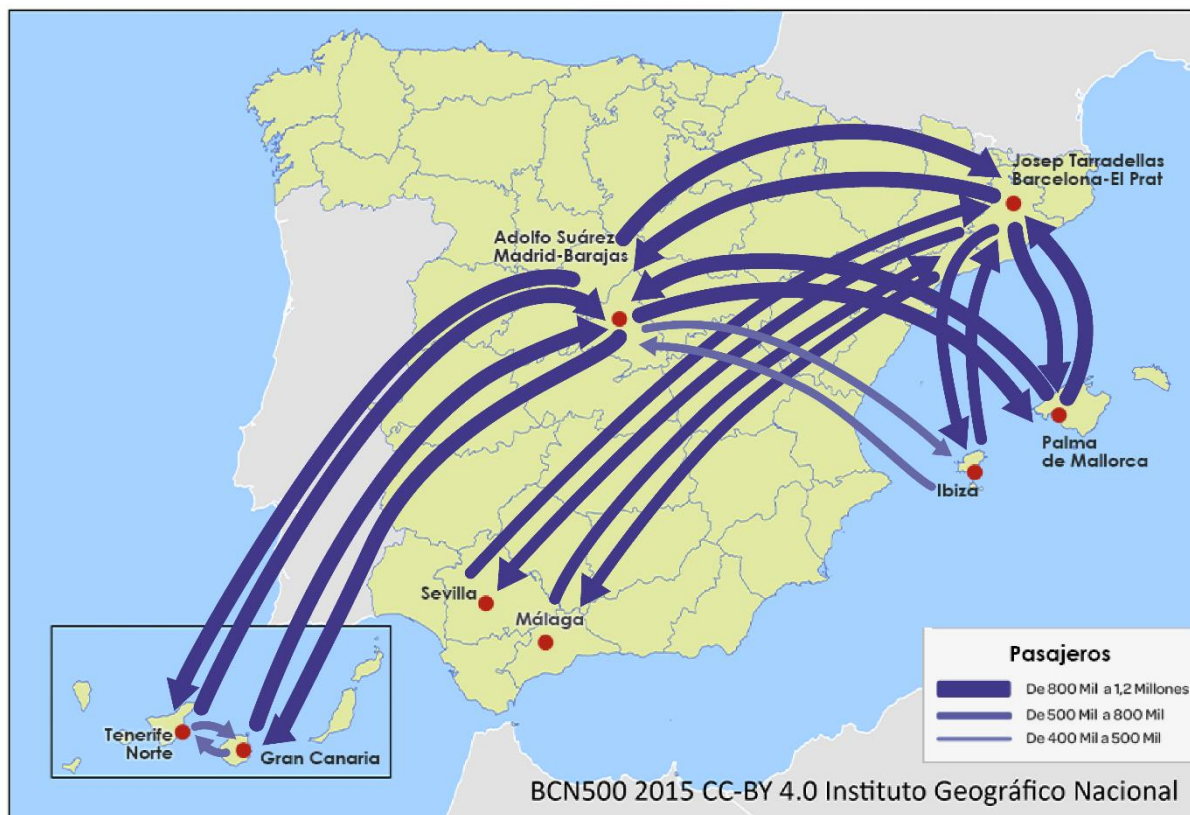 Josep Tarradellas
Barcelona-El Prat
Adolfo Suárez
Madrid-Barajas
Palma
de Mallorca
Ibiza
Sevilla
Málaga
Tenerife
Norte
Gran Canaria
Pasajeros
De 800 Mil a 1,2 Millones
De 500 Mil a 800 Mil
De 400 Mil a 500 Mil
BCN500 2015 CC-BY 4.0 Instituto Geográfico Nacional